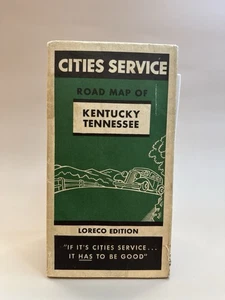 CITIES SERVICE
ROAD MAP OF
KENTUCKY
TENNESSEE
LORECO EDITION
"IF IT'S CITIES SERVICE...
IT HAS TO BE GOOD"